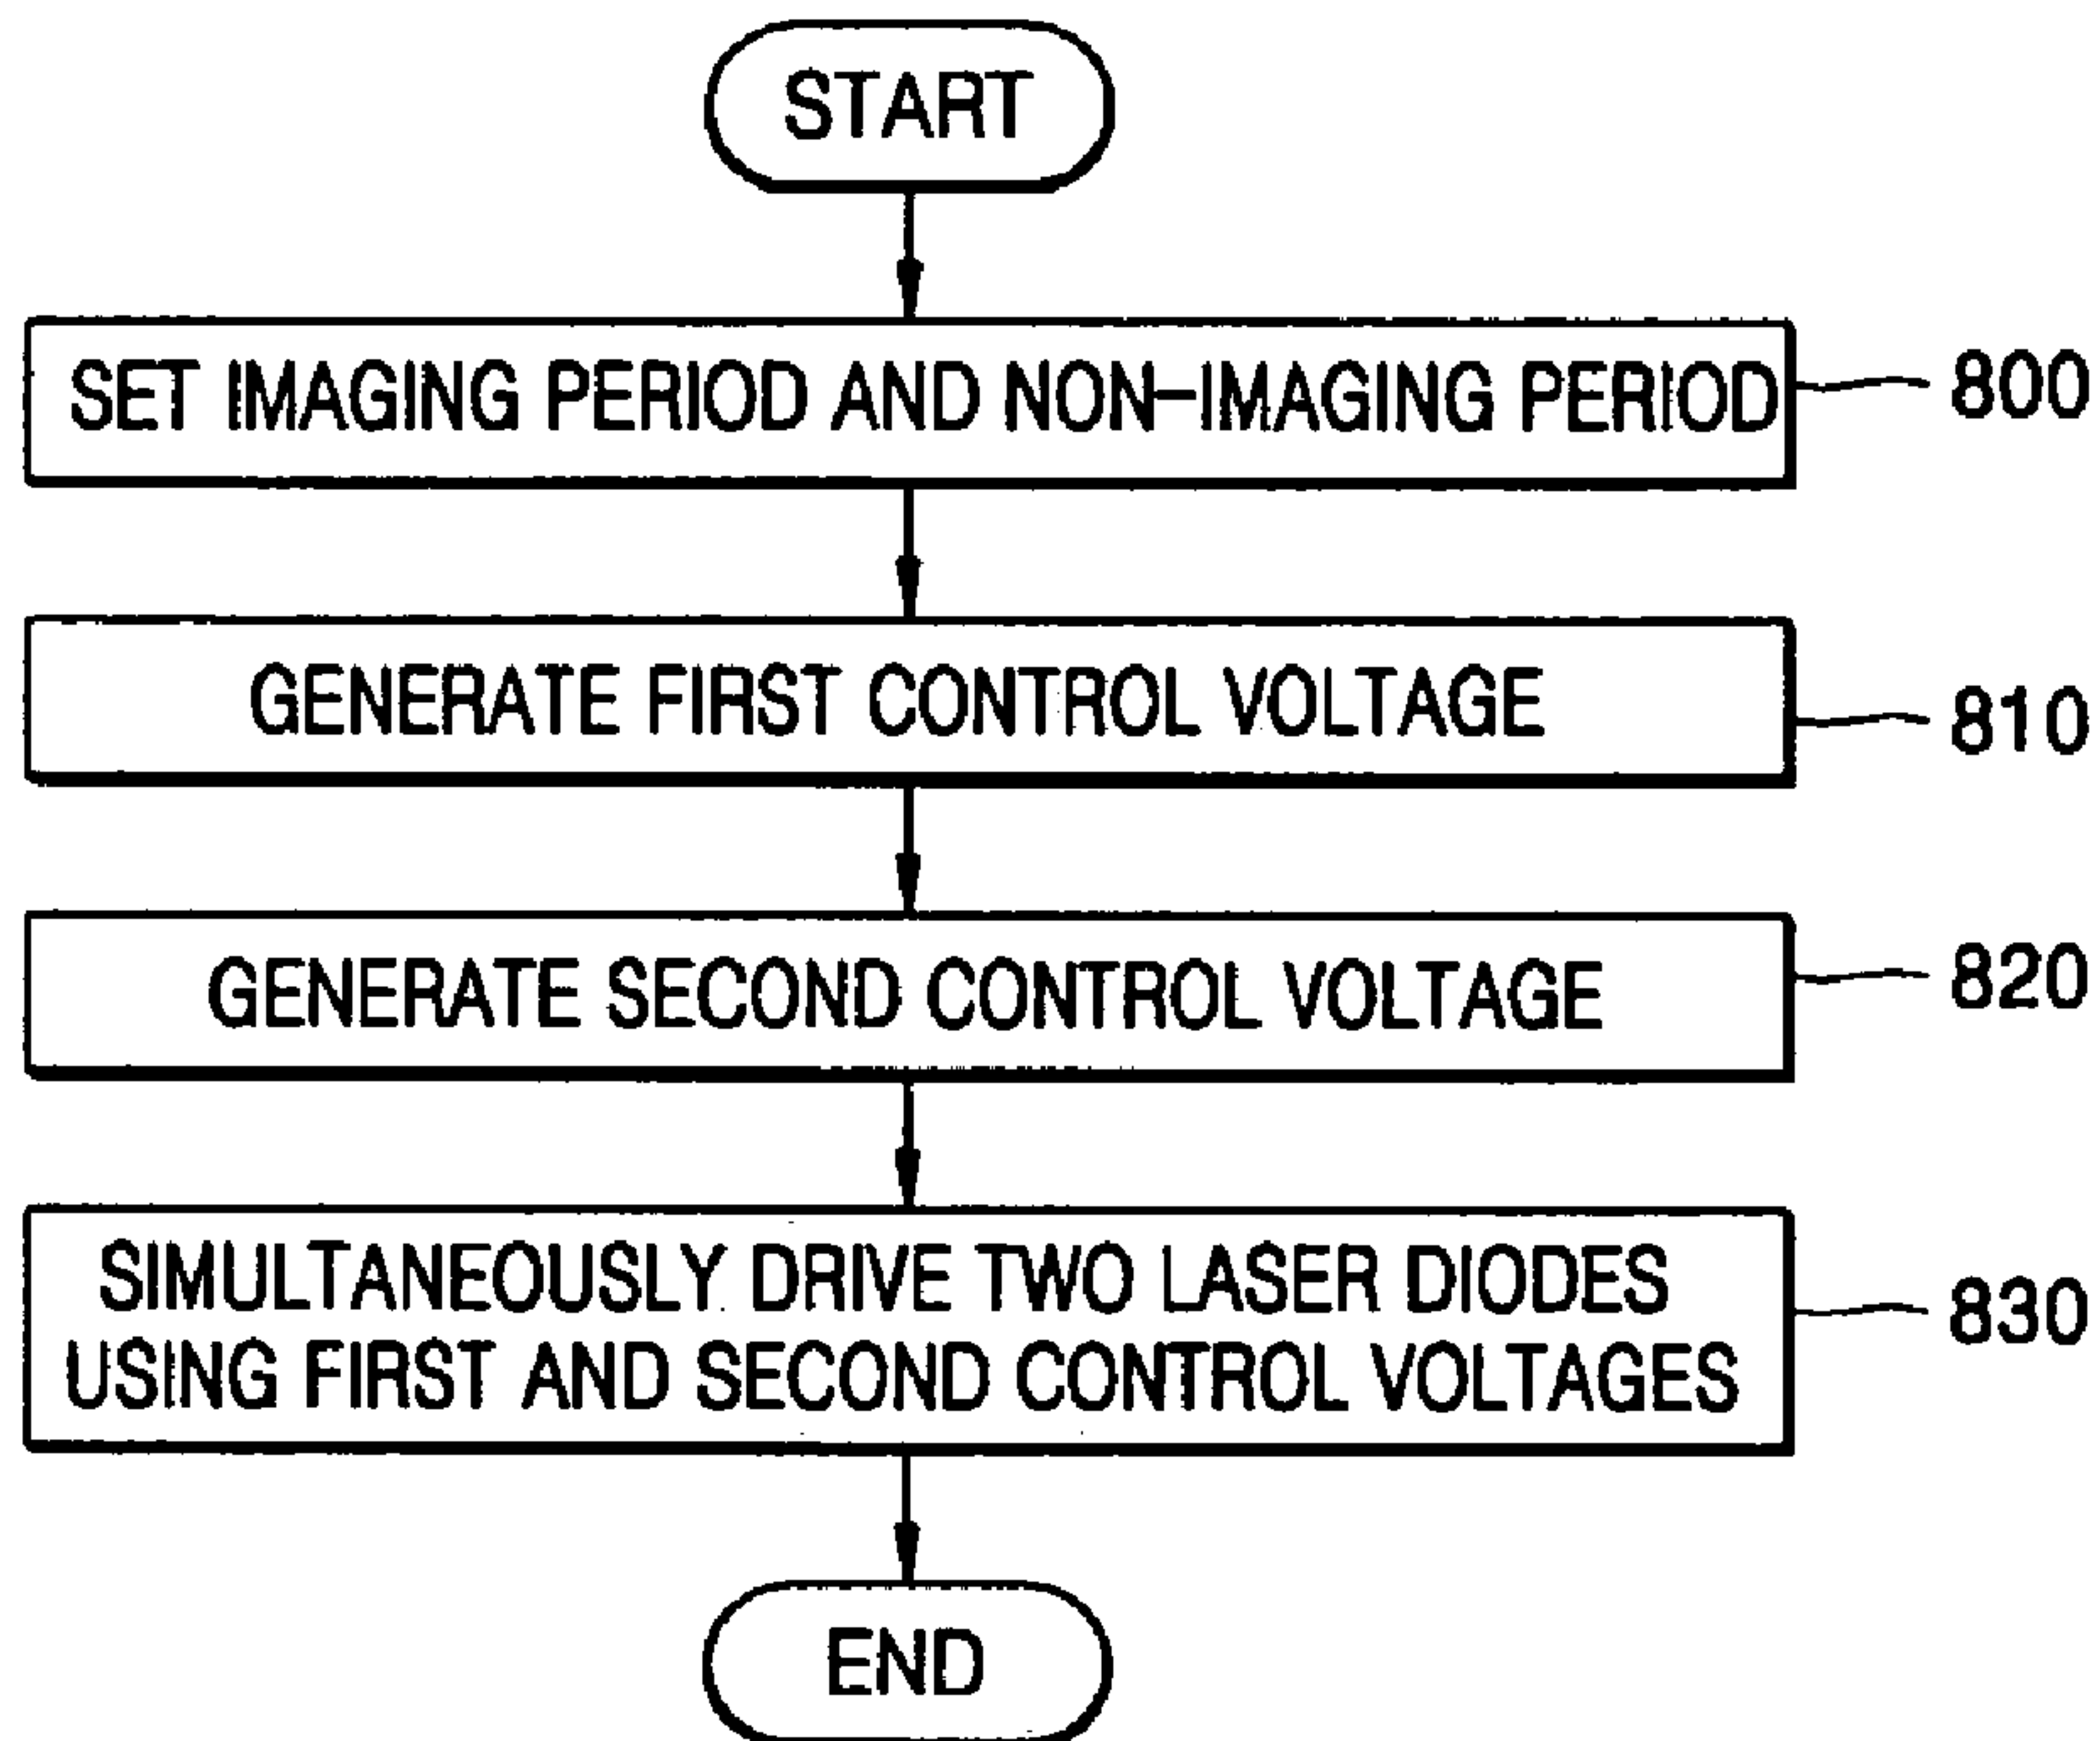 START
SET IMAGING PERIOD AND NON-IMAGING PERIOD
800
GENERATE FIRST CONTROL VOLTAGE
810
GENERATE SECOND CONTROL VOLTAGE
820
SIMULTANEOUSLY DRIVE TWO LASER DIODES
USING FIRST AND SECOND CONTROL VOLTAGES
830
END